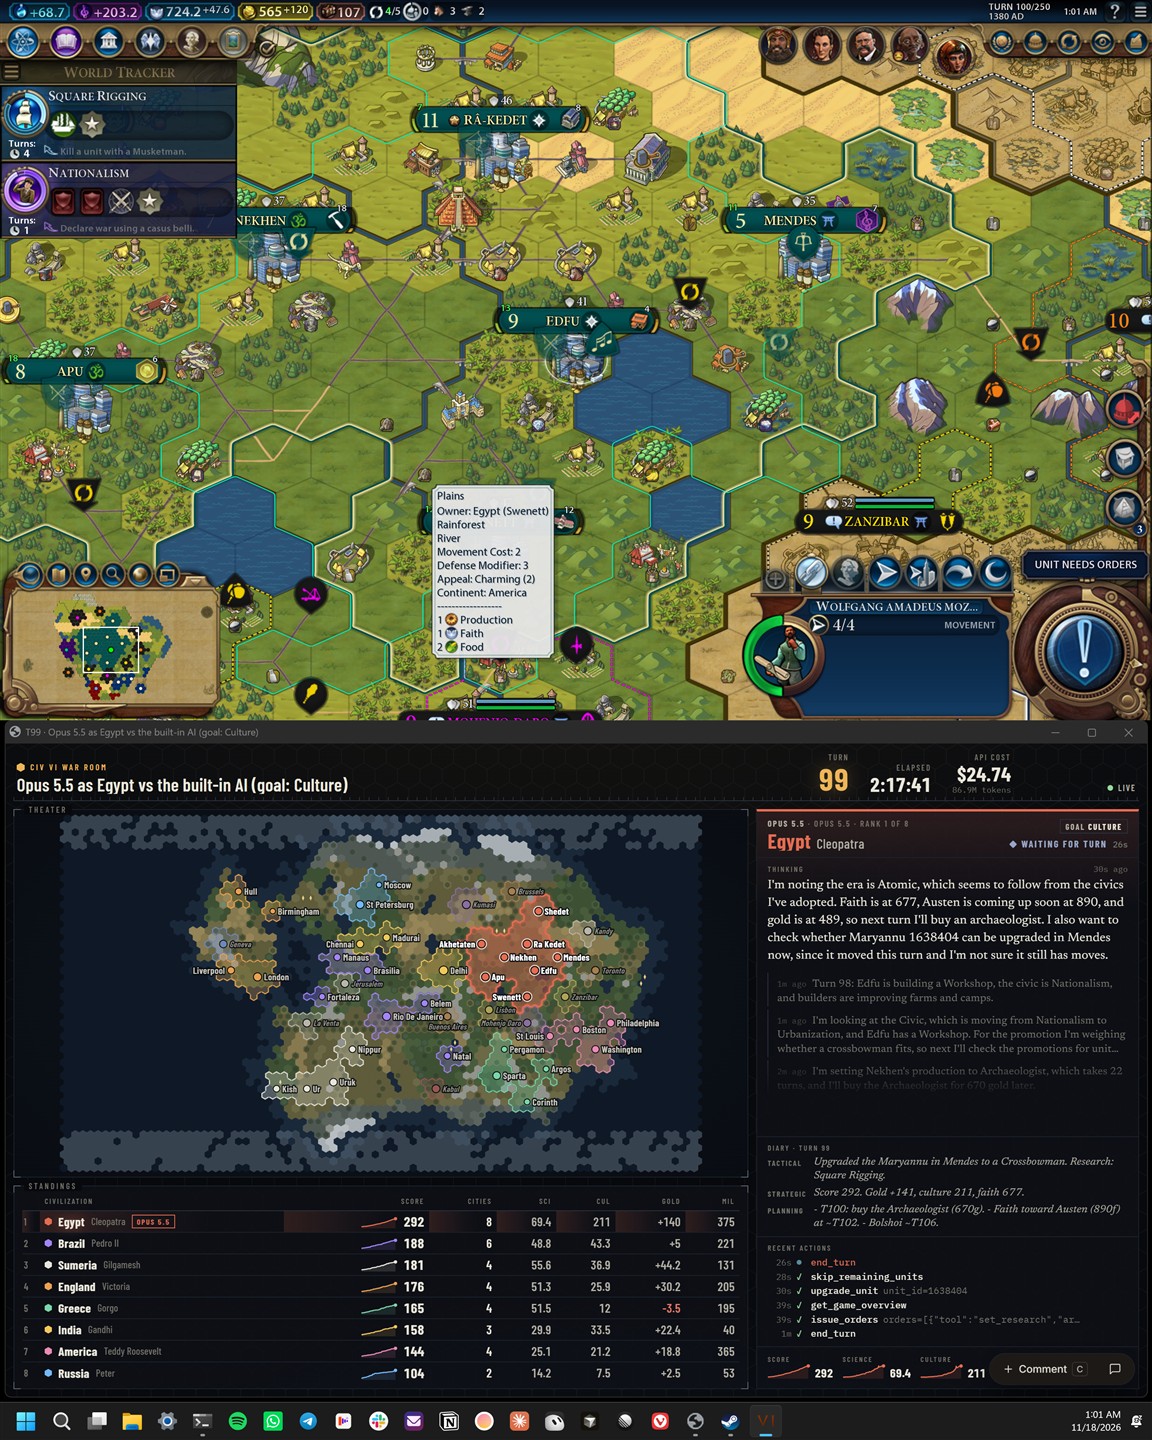 +68.7 +203.2 724.2 +47.6 565 +120 107 4/5 0 3 2
TURN 100/250
1380 AD
1:01 AM
?
WORLD TRACKER
SQUARE RIGGING
Turns:
4
Kill a unit with a Musketman.
NATIONALISM
Turns:
1
Declare war using a casus belli.
46
11 RÂ-KEDET 8
37
NEKHEN 18
35
11 5 MENDES 7
41
13 9 EDFU 4
10
37
18 8 APU 6
12
52
9 ZANZIBAR
51
Plains
Owner: Egypt (Swenett)
Rainforest
River
Movement Cost: 2
Defense Modifier: 3
Appeal: Charming (2)
Continent: America
------------------
1 Production
1 Faith
2 Food
3
UNIT NEEDS ORDERS
WOLFGANG AMADEUS MOZ...
4/4 MOVEMENT
T99 · Opus 5.5 as Egypt vs the built-in AI (goal: Culture)
CIV VI WAR ROOM
Opus 5.5 as Egypt vs the built-in AI (goal: Culture)
TURN
99
ELAPSED
2:17:41
API COST
$24.74
86.9M tokens
LIVE
THEATER
Hull
Birmingham
Geneva
Liverpool
London
Moscow
St Petersburg
Kumasi
Brussels
Shedet
Kandy
Chennai
Madurai
Akhetaten
Ra Kedet
Manaus
Nekhen
Mendes
Brasilia
Delhi
Edfu
Toronto
Jerusalem
Apu
Fortaleza
Swenett
Zanzibar
Belem
Lisbon
La Venta
Rio De Janeiro
Buenos Aires
Mohenjo Daro
Philadelphia
St Louis
Boston
Nippur
Natal
Pergamon
Washington
Argos
Sparta
Kish
Ur
Uruk
Kabul
Corinth
OPUS 5.5 · OPUS 5.5 · RANK 1 OF 8
GOAL CULTURE
Egypt Cleopatra
WAITING FOR TURN 26s
THINKING 30s ago
I'm noting the era is Atomic, which seems to follow from the civics
I've adopted. Faith is at 677, Austen is coming up soon at 890, and
gold is at 489, so next turn I'll buy an archaeologist. I also want to
check whether Maryannu 1638404 can be upgraded in Mendes
now, since it moved this turn and I'm not sure it still has moves.
1m ago Turn 98: Edfu is building a Workshop, the civic is Nationalism,
and builders are improving farms and camps.
1m ago I'm looking at the Civic, which is moving from Nationalism to
Urbanization, and Edfu has a Workshop. For the promotion I'm weighing
whether a crossbowman fits, so next I'll check the promotions for unit...
2m ago I'm setting Nekhen's production to Archaeologist, which takes 22
turns, and I'll buy the Archaeologist for 670 gold later.
DIARY · TURN 99
TACTICAL Upgraded the Maryannu in Mendes to a Crossbowman. Research:
Square Rigging.
STRATEGIC Score 292. Gold +141, culture 211, faith 677.
PLANNING - T100: buy the Archaeologist (670g). - Faith toward Austen (890f)
at ~T102. - Bolshoi ~T106.
RECENT ACTIONS
26s end_turn
28s ✓ skip_remaining_units
30s ✓ upgrade_unit unit_id=1638404
39s ✓ get_game_overview
39s ✓ issue_orders orders=[{"tool":"set_research","ar…
1m ✓ end_turn
SCORE 292 SCIENCE 69.4 CULTURE 211
+ Comment C
STANDINGS
CIVILIZATION SCORE CITIES SCI CUL GOLD MIL
1 Egypt Cleopatra OPUS 5.5 292 8 69.4 211 +140 375
2 Brazil Pedro II 188 6 48.8 43.3 +5 221
3 Sumeria Gilgamesh 181 4 55.6 36.9 +44.2 131
4 England Victoria 176 4 51.3 25.9 +30.2 205
5 Greece Gorgo 165 4 51.5 12 -3.5 195
6 India Gandhi 158 3 29.9 33.5 +22.4 40
7 America Teddy Roosevelt 144 4 25.1 21.2 +18.8 365
8 Russia Peter 104 2 14.2 7.5 +2.5 53
1:01 AM
11/18/2026